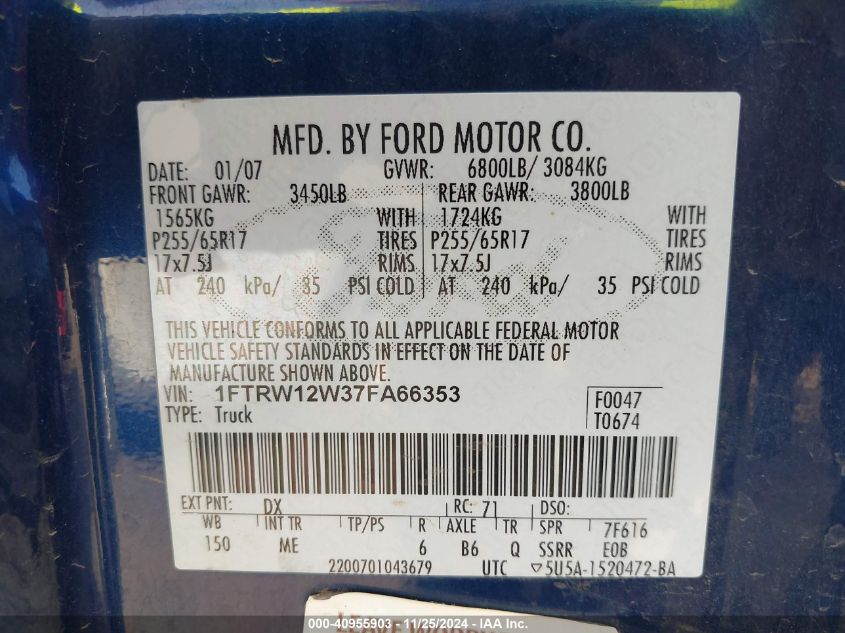 MFD. BY FORD MOTOR CO.
DATE: 01/07 GVWR: 6800LB/ 3084KG
FRONT GAWR: 3450LB REAR GAWR: 3800LB
1565KG WITH 1724KG WITH
P255/65R17 TIRES P255/65R17 TIRES
17x7.5J RIMS 17x7.5J RIMS
AT 240 kPa/ 35 PSI COLD AT 240 kPa/ 35 PSI COLD
THIS VEHICLE CONFORMS TO ALL APPLICABLE FEDERAL MOTOR
VEHICLE SAFETY STANDARDS IN EFFECT ON THE DATE OF
MANUFACTURE SHOWN ABOVE.
VIN: 1FTRW12W37FA66353 F0047
TYPE: Truck T0674
EXT PNT: DX RC: 71 DSO:
WB INT TR TP/PS R AXLE TR SPR 7F616
150 ME 6 B6 Q SSRR EOB
2200701043679 UTC ▽5U5A-1520472-BA
000-40955903 - 11/25/2024 - IAA Inc.